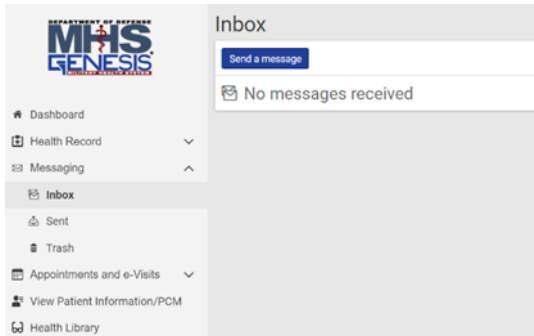 DEPARTMENT OF DEFENSE
MHS
GENESIS
MILITARY HEALTH SYSTEM
Dashboard
Health Record
Messaging
Inbox
Sent
Trash
Appointments and e-Visits
View Patient Information/PCM
Health Library
Inbox
Send a message
No messages received